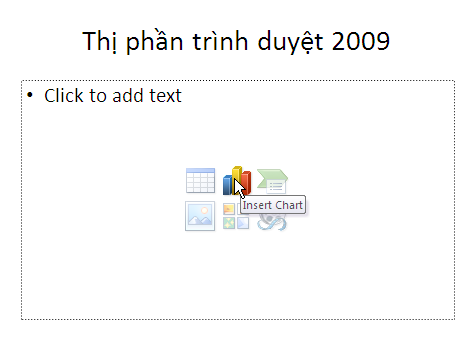 Thị phần trình duyệt 2009
• Click to add text
Insert Chart